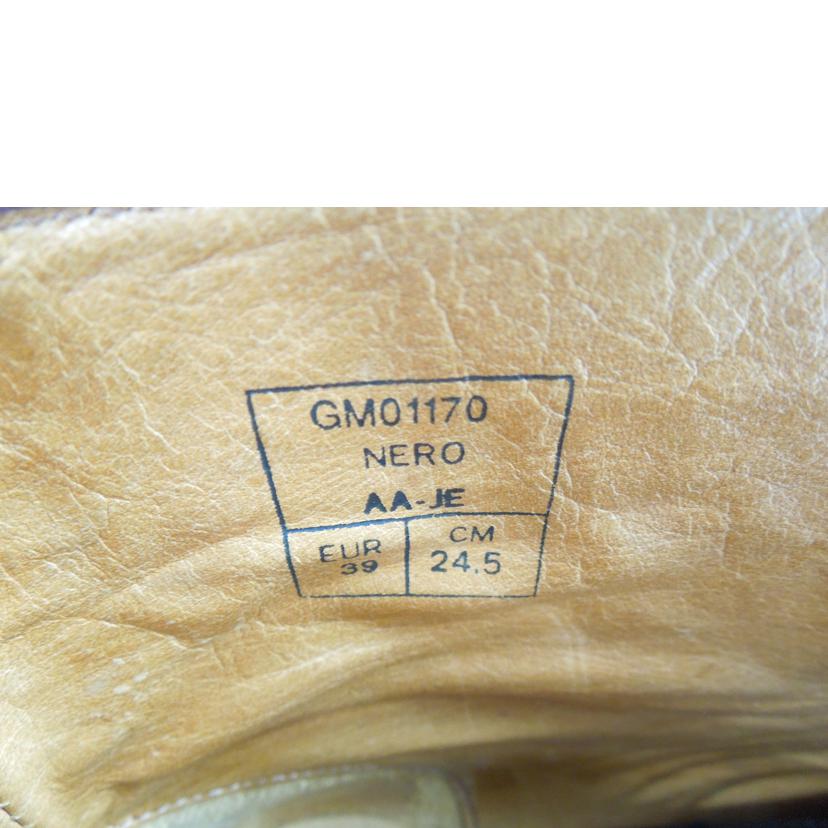 GM01170
NERO
AA-JE
EUR
39
CM
24.5